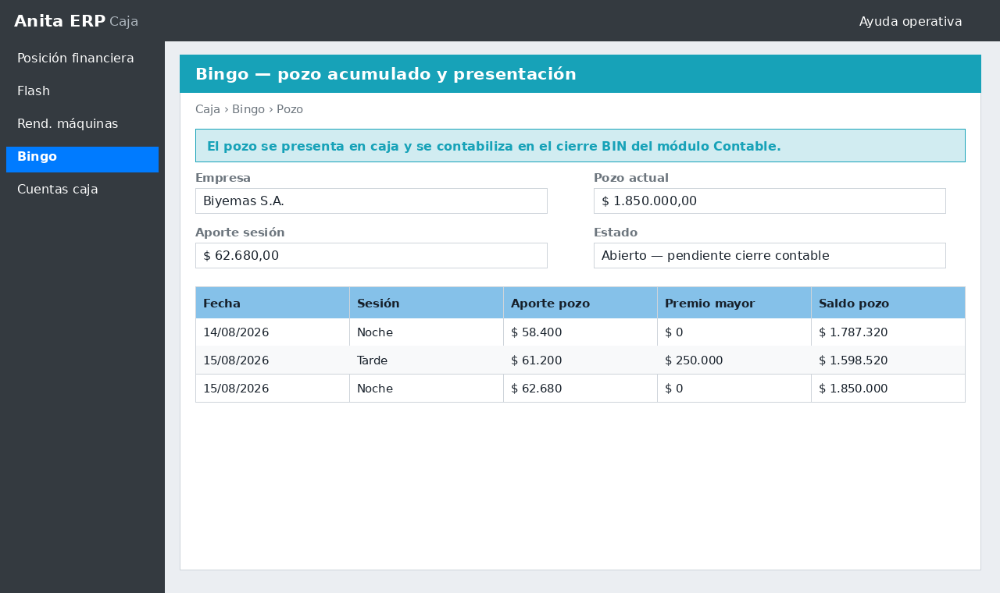 Anita ERP Caja
Ayuda operativa
Posición financiera
Flash
Rend. máquinas
Bingo
Cuentas caja
Bingo — pozo acumulado y presentación
Caja › Bingo › Pozo
El pozo se presenta en caja y se contabiliza en el cierre BIN del módulo Contable.
Empresa
Biyemas S.A.
Pozo actual
$ 1.850.000,00
Aporte sesión
$ 62.680,00
Estado
Abierto — pendiente cierre contable
Fecha Sesión Aporte pozo Premio mayor Saldo pozo
14/08/2026 Noche $ 58.400 $ 0 $ 1.787.320
15/08/2026 Tarde $ 61.200 $ 250.000 $ 1.598.520
15/08/2026 Noche $ 62.680 $ 0 $ 1.850.000